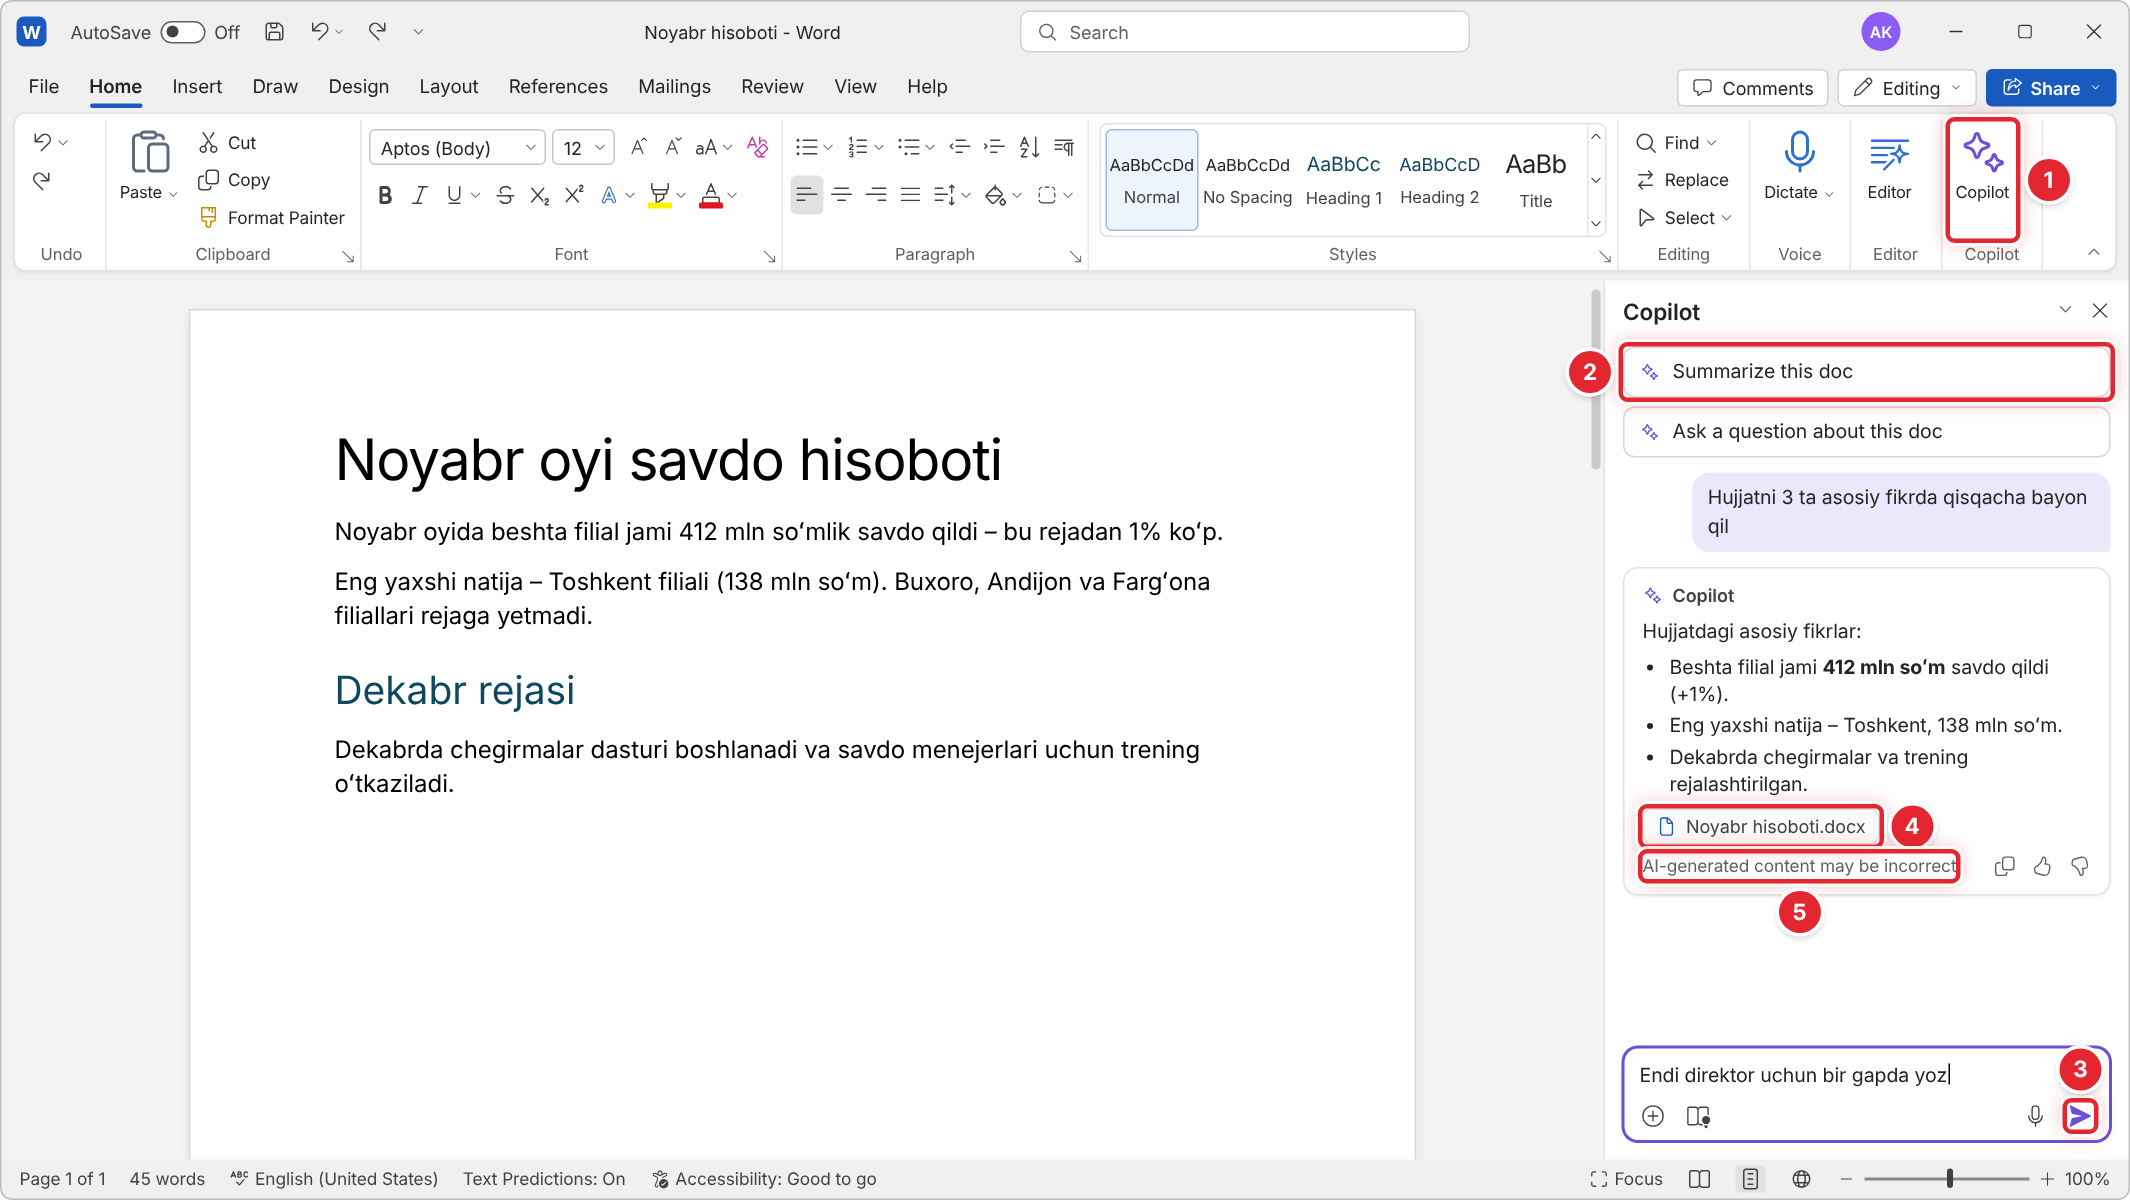 W AutoSave Off Noyabr hisoboti - Word Search AK
File Home Insert Draw Design Layout References Mailings Review View Help Comments Editing Share
Paste Cut
Copy
Format Painter
Aptos (Body) 12
AaBbCcDd AaBbCcDd AaBbCc AaBbCcD AaBb
Normal No Spacing Heading 1 Heading 2 Title
Find
Replace
Select
Dictate Editor Copilot 1
Undo Clipboard Font Paragraph Styles Editing Voice Editor Copilot
Noyabr oyi savdo hisoboti
Noyabr oyida beshta filial jami 412 mln soʻmlik savdo qildi – bu rejadan 1% koʻp.
Eng yaxshi natija – Toshkent filiali (138 mln soʻm). Buxoro, Andijon va Fargʻona
filiallari rejaga yetmadi.
Dekabr rejasi
Dekabrda chegirmalar dasturi boshlanadi va savdo menejerlari uchun trening
oʻtkaziladi.
Copilot
2 Summarize this doc
Ask a question about this doc
Hujjatni 3 ta asosiy fikrda qisqacha bayon
qil
Copilot
Hujjatdagi asosiy fikrlar:
• Beshta filial jami 412 mln soʻm savdo qildi
(+1%).
• Eng yaxshi natija – Toshkent, 138 mln soʻm.
• Dekabrda chegirmalar va trening
rejalashtirilgan.
Noyabr hisoboti.docx 4
AI-generated content may be incorrect
5
Endi direktor uchun bir gapda yoz
3
Page 1 of 1 45 words English (United States) Text Predictions: On Accessibility: Good to go Focus 100%